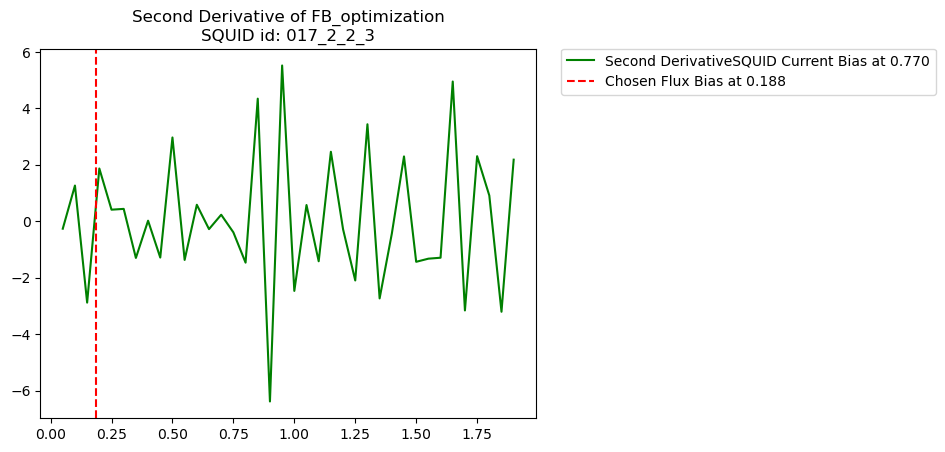 Second Derivative of FB_optimization
SQUID id: 017_2_2_3
6
4
2
0
−2
−4
−6
0.00 0.25 0.50 0.75 1.00 1.25 1.50 1.75
Second DerivativeSQUID Current Bias at 0.770
Chosen Flux Bias at 0.188